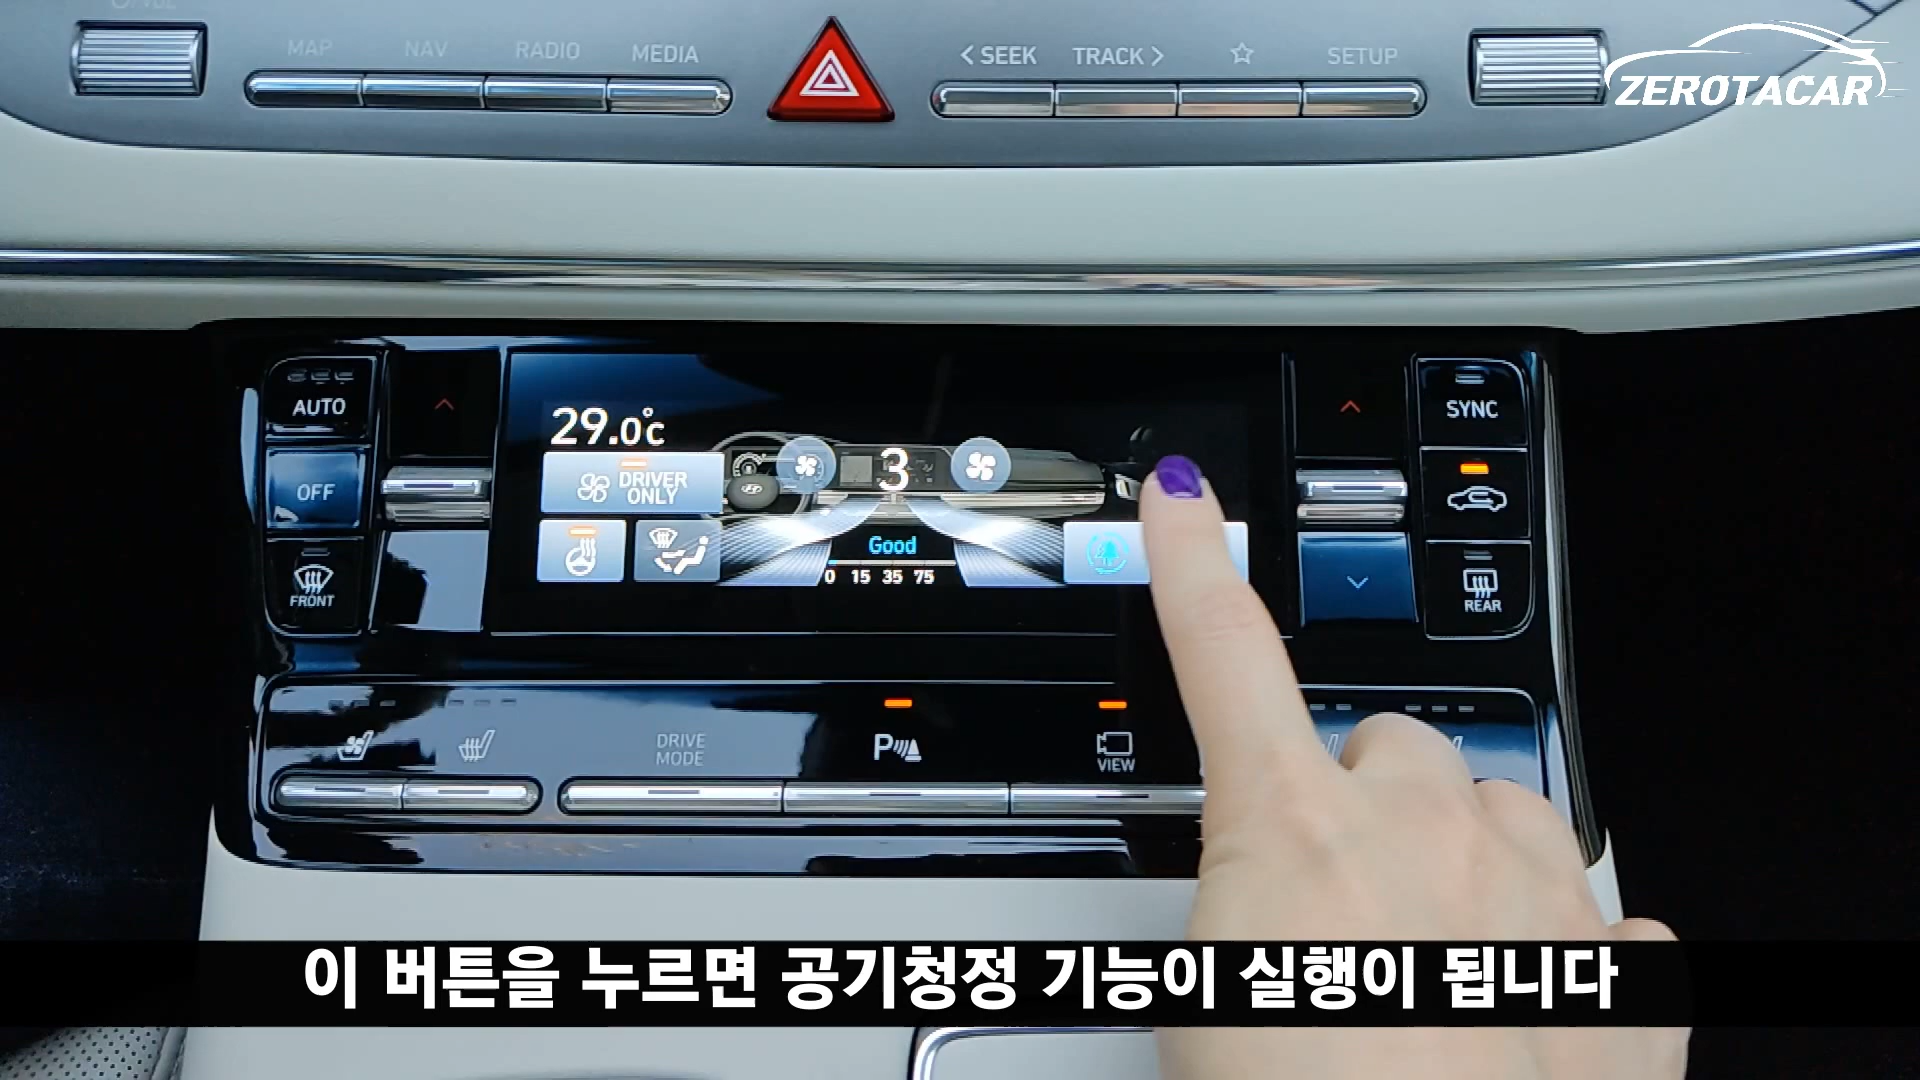 MAP
NAV
RADIO
MEDIA
< SEEK
TRACK >
☆
SETUP
ZEROTACAR
AUTO
OFF
FRONT
29.0°C
DRIVER
ONLY
3
Good
0 15 35 75
SYNC
REAR
DRIVE
MODE
P
VIEW
이 버튼을 누르면 공기청정 기능이 실행이 됩니다